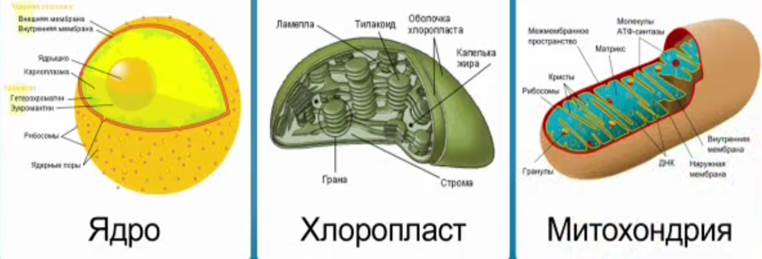 Ядерная оболочка
Внешняя мембрана
Внутренняя мембрана
Ядрышко
Кариоплазма
Хроматин
Гетерохроматин
Эухроматин
Рибосомы
Ядерные поры
Ядро
Ламелла
Тилакоид
Оболочка
хлоропласта
Капелька
жира
Грана
Строма
Хлоропласт
Межмембранное
пространство
Молекулы
АТФ-синтазы
Матрикс
Кристы
Рибосомы
Гранулы
ДНК
Внутренняя
мембрана
Наружная
мембрана
Митохондрия